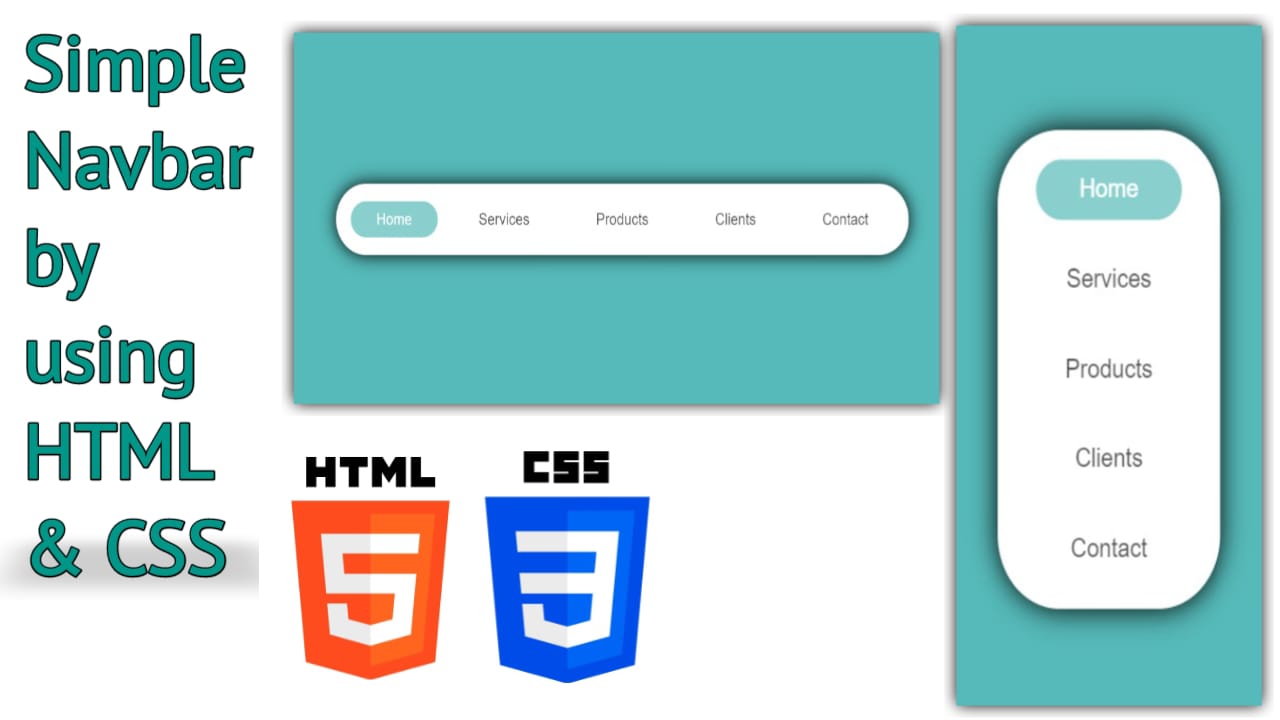 Simple
Navbar
by
using
HTML
& CSS
Home Services Products Clients Contact
HTML
CSS
5
3
Home
Services
Products
Clients
Contact